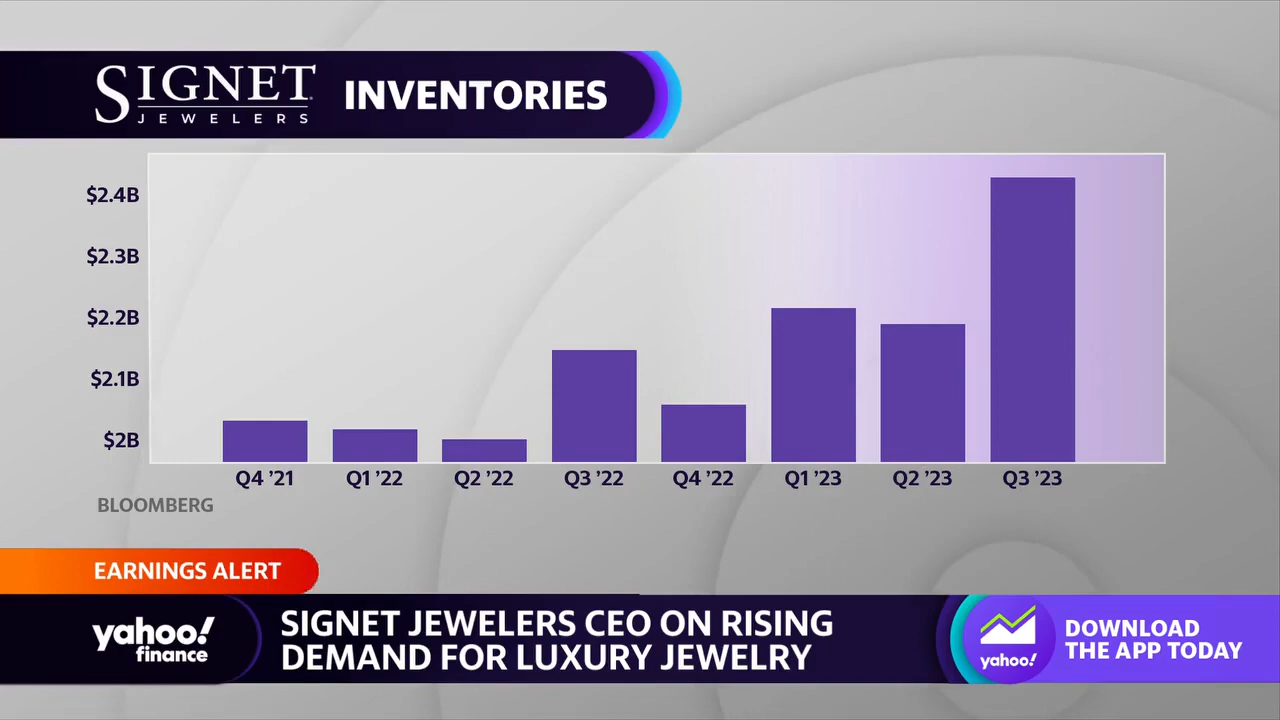 SIGNET
JEWELERS
INVENTORIES
$2.4B
$2.3B
$2.2B
$2.1B
$2B
Q4 ’21 Q1 ’22 Q2 ’22 Q3 ’22 Q4 ’22 Q1 ’23 Q2 ’23 Q3 ’23
BLOOMBERG
EARNINGS ALERT
yahoo!
finance
SIGNET JEWELERS CEO ON RISING
DEMAND FOR LUXURY JEWELRY
yahoo!
DOWNLOAD
THE APP TODAY